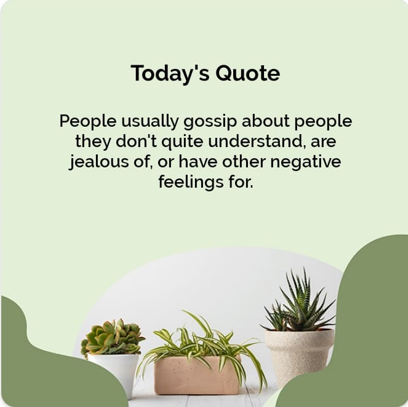 Today's Quote
People usually gossip about people
they don't quite understand, are
jealous of, or have other negative
feelings for.